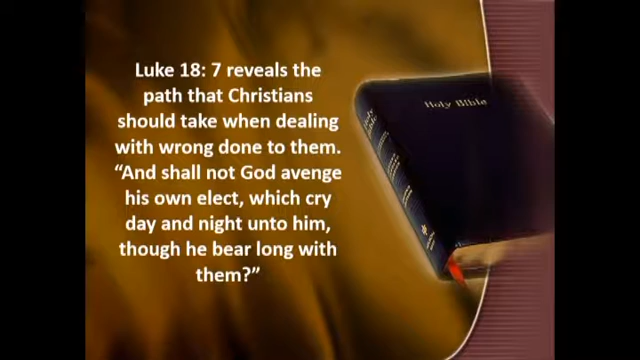 Luke 18: 7 reveals the
path that Christians
should take when dealing
with wrong done to them.
“And shall not God avenge
his own elect, which cry
day and night unto him,
though he bear long with
them?”
Holy Bible